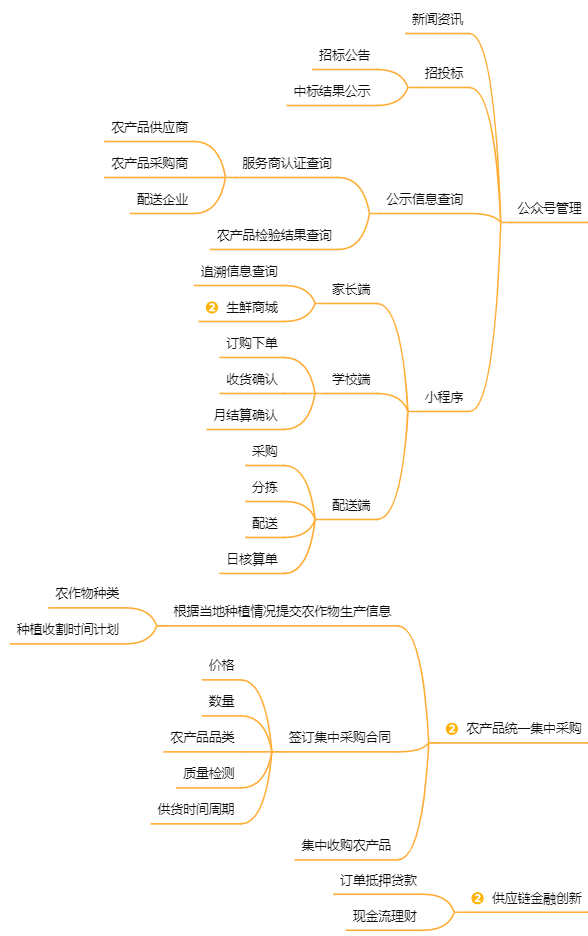 新闻资讯
招标公告
招投标
中标结果公示
农产品供应商
农产品采购商
服务商认证查询
配送企业
公示信息查询
公众号管理
农产品检验结果查询
追溯信息查询
家长端
2 生鲜商城
订购下单
收货确认
学校端
小程序
月结算确认
采购
分拣
配送端
配送
日核算单
农作物种类
根据当地种植情况提交农作物生产信息
种植收割时间计划
价格
数量
农产品品类
签订集中采购合同
2 农产品统一集中采购
质量检测
供货时间周期
集中收购农产品
订单抵押贷款
2 供应链金融创新
现金流理财